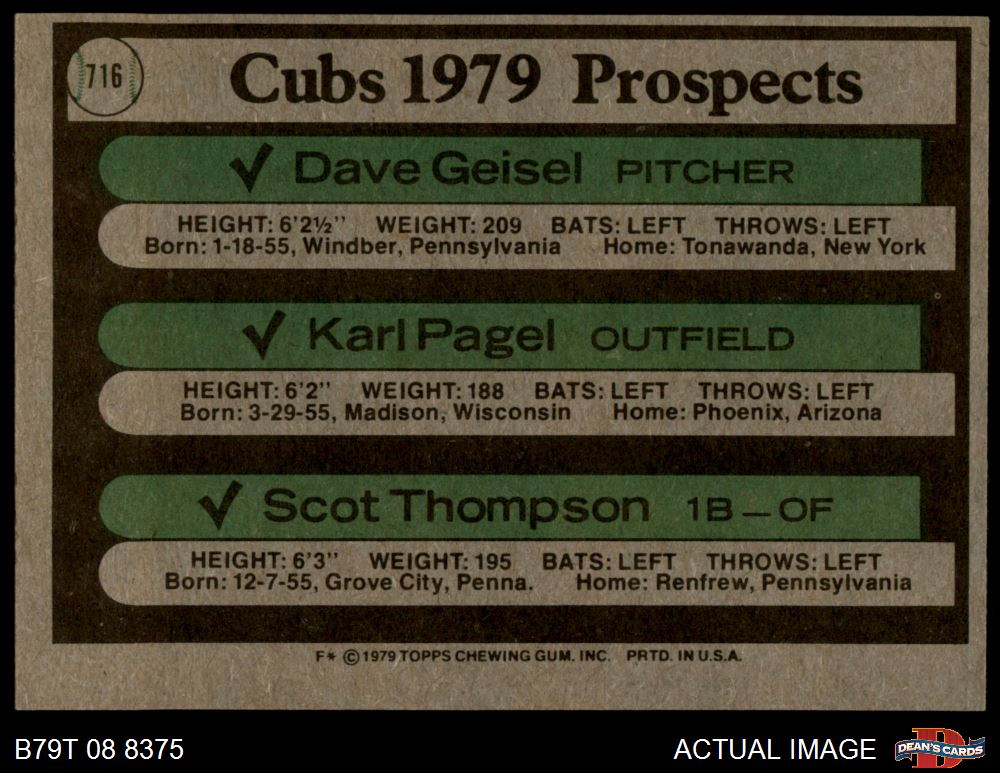 716
Cubs 1979 Prospects
✓ Dave Geisel PITCHER
HEIGHT: 6'2½" WEIGHT: 209 BATS: LEFT THROWS: LEFT
Born: 1-18-55, Windber, Pennsylvania Home: Tonawanda, New York
✓ Karl Pagel OUTFIELD
HEIGHT: 6'2" WEIGHT: 188 BATS: LEFT THROWS: LEFT
Born: 3-29-55, Madison, Wisconsin Home: Phoenix, Arizona
✓ Scot Thompson 1B — OF
HEIGHT: 6'3" WEIGHT: 195 BATS: LEFT THROWS: LEFT
Born: 12-7-55, Grove City, Penna. Home: Renfrew, Pennsylvania
F* © 1979 TOPPS CHEWING GUM. INC. PRTD. IN U.S.A.
B79T 08 8375
ACTUAL IMAGE
D
DEAN'S CARDS